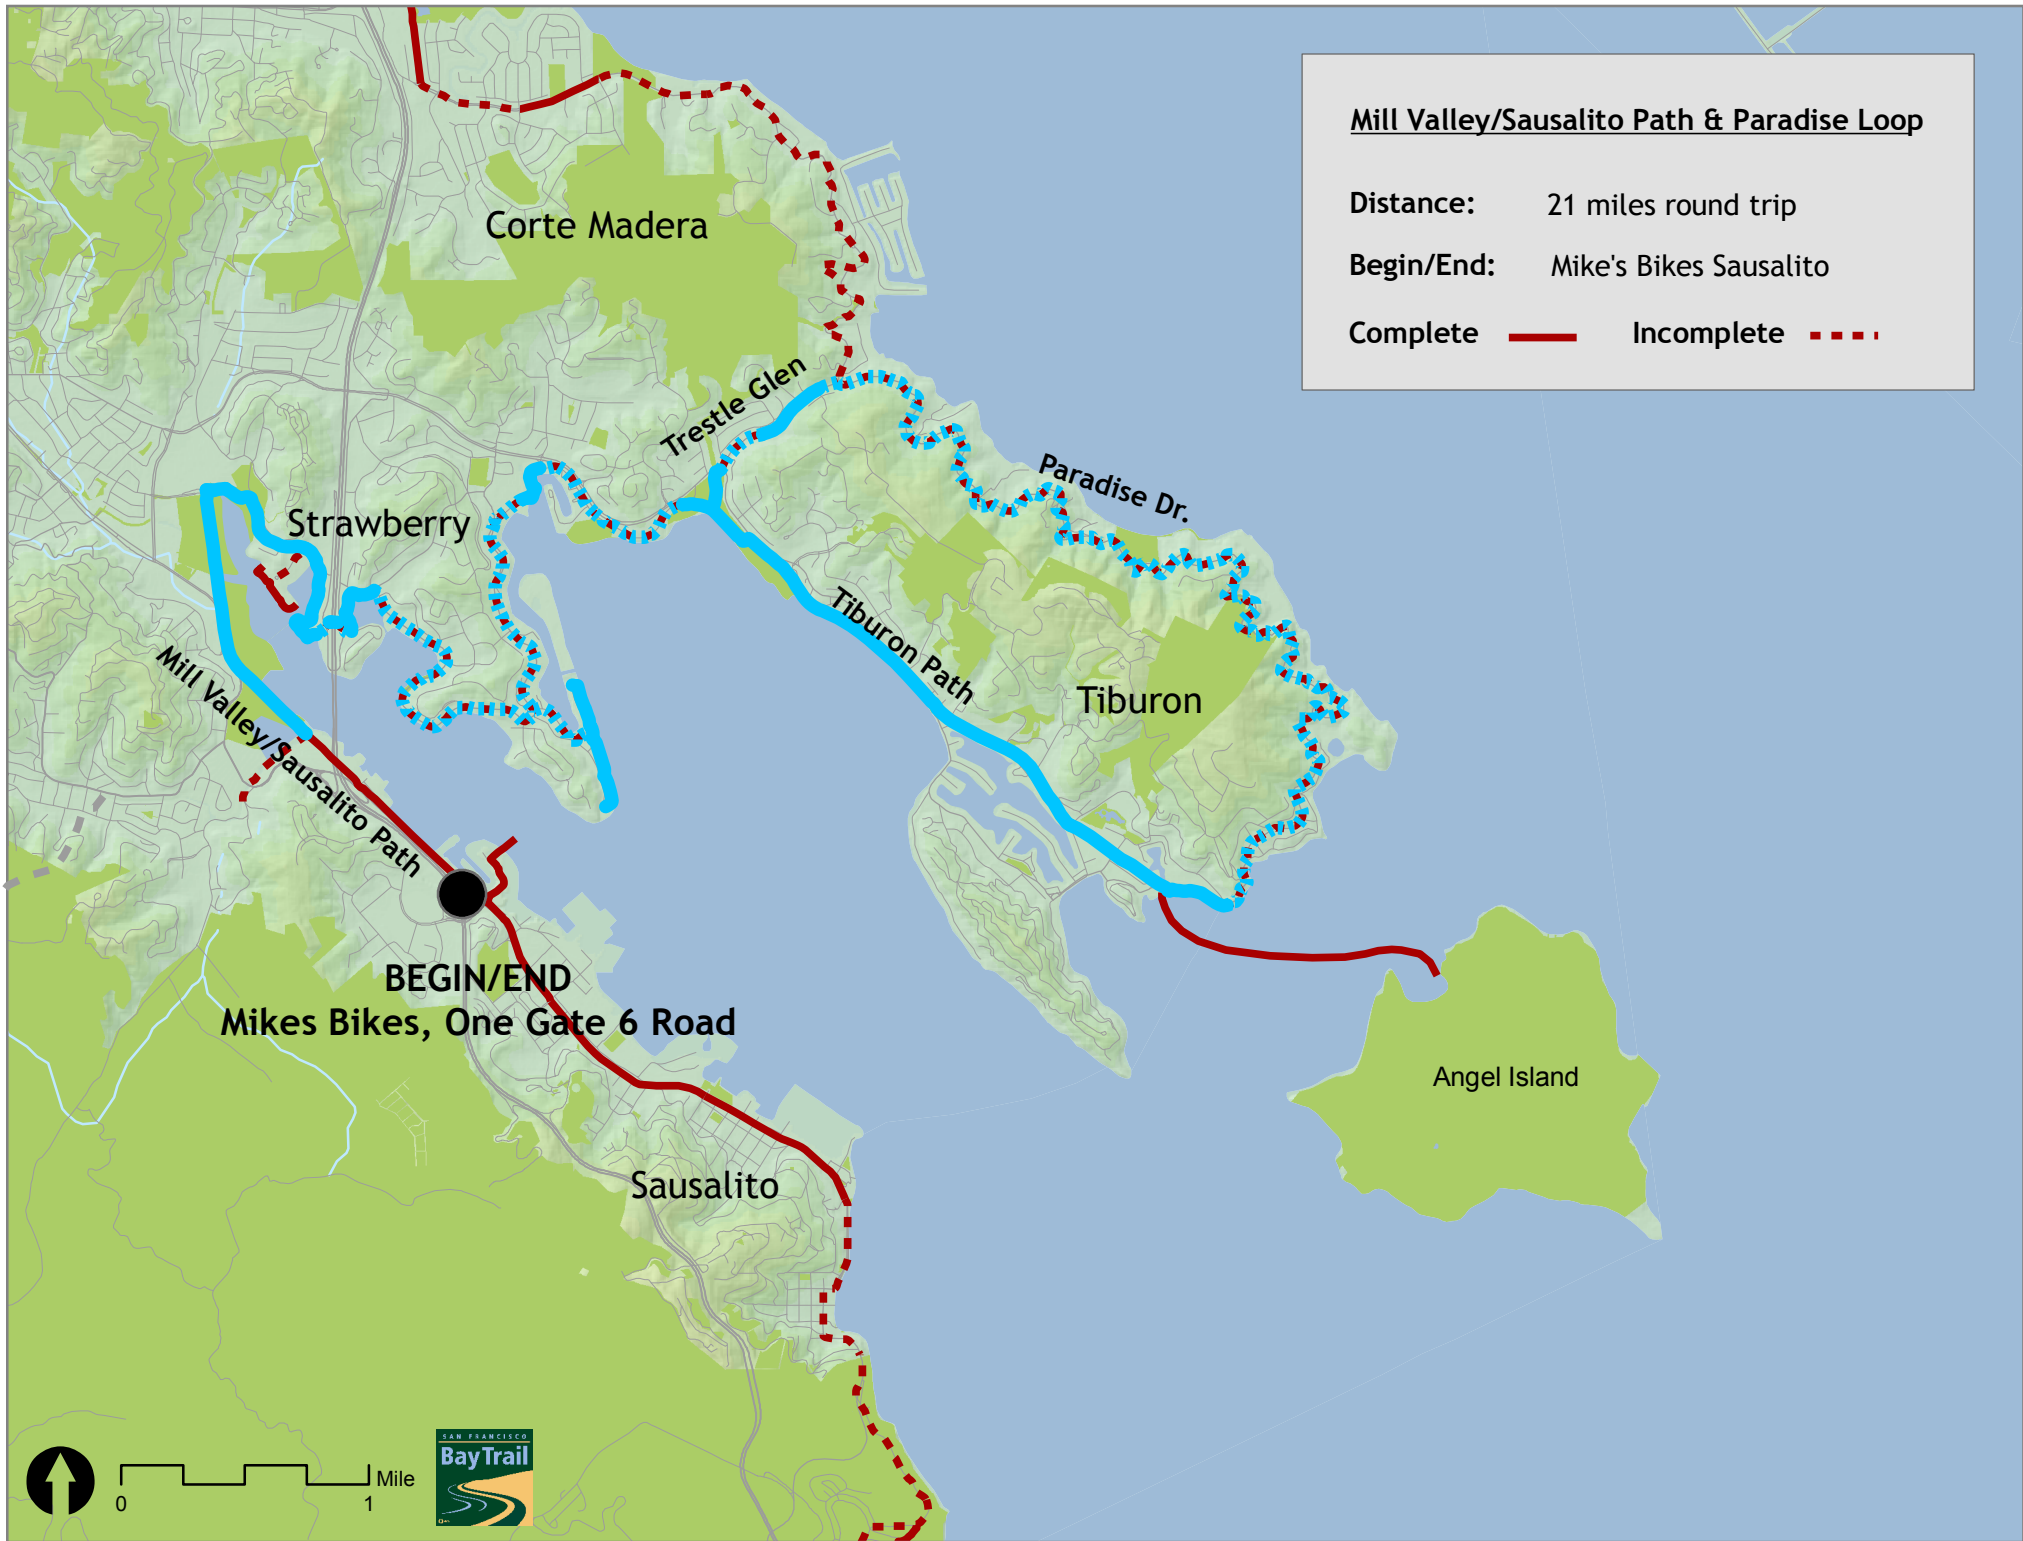 Mill Valley/Sausalito Path & Paradise Loop
Distance: 21 miles round trip
Begin/End: Mike's Bikes Sausalito
Complete Incomplete
Corte Madera
Trestle Glen
Paradise Dr.
Strawberry
Tiburon Path
Tiburon
Mill Valley/Sausalito Path
BEGIN/END
Mikes Bikes, One Gate 6 Road
Angel Island
Sausalito
SAN FRANCISCO
BayTrail
Mile
0 1